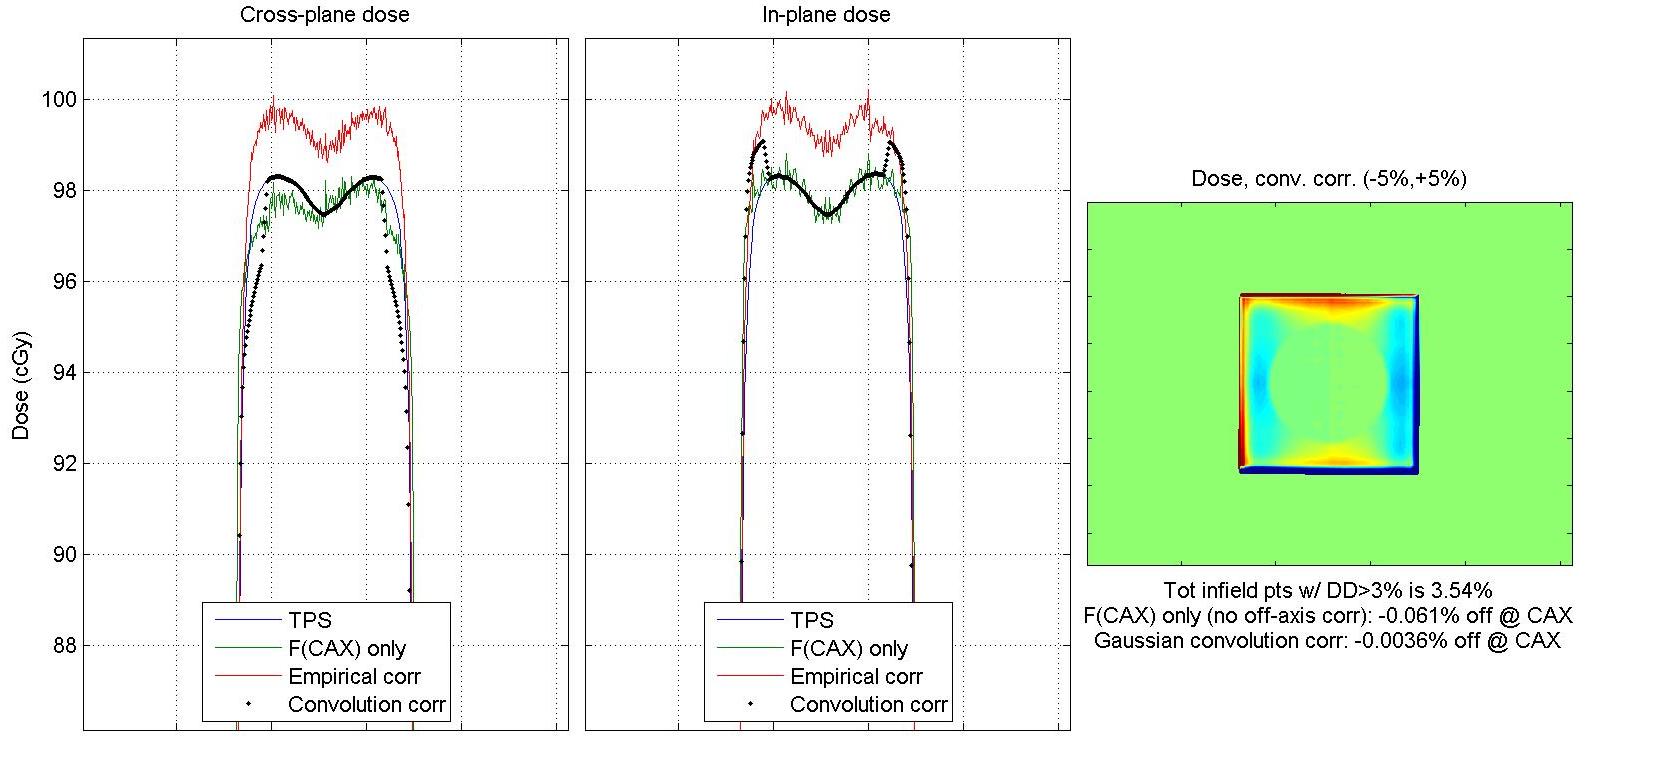 Cross-plane dose
In-plane dose
100
98
96
94
92
90
88
Dose (cGy)
TPS
F(CAX) only
Empirical corr
Convolution corr
TPS
F(CAX) only
Empirical corr
Convolution corr
Dose, conv. corr. (-5%,+5%)
Tot infield pts w/ DD>3% is 3.54%
F(CAX) only (no off-axis corr): -0.061% off @ CAX
Gaussian convolution corr: -0.0036% off @ CAX